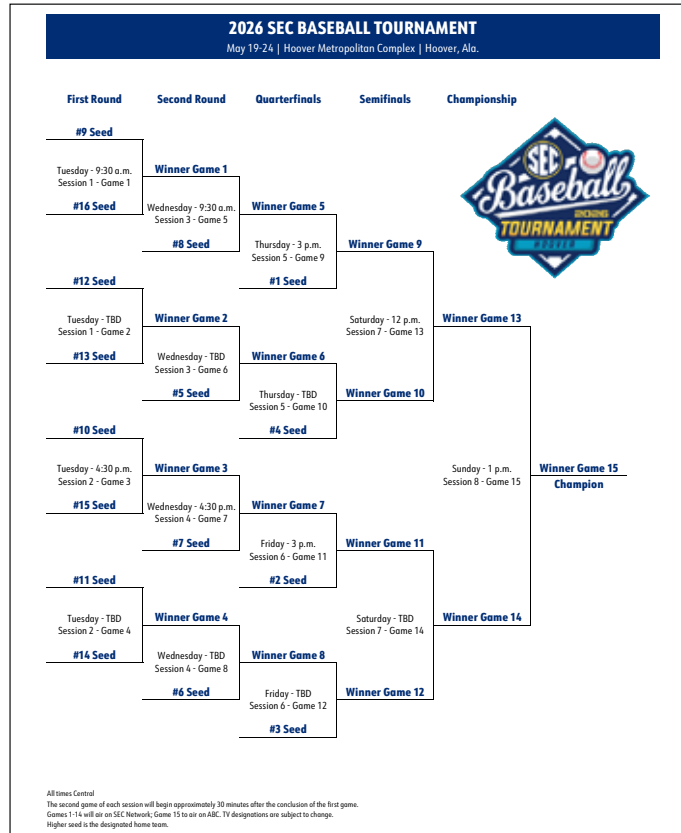 2026 SEC BASEBALL TOURNAMENT
May 19-24 | Hoover Metropolitan Complex | Hoover, Ala.
First Round
Second Round
Quarterfinals
Semifinals
Championship
SEC
Baseball
2026
TOURNAMENT
HOOVER
#9 Seed
Tuesday - 9:30 a.m.
Session 1 - Game 1
#16 Seed
#12 Seed
Tuesday - TBD
Session 1 - Game 2
#13 Seed
#10 Seed
Tuesday - 4:30 p.m.
Session 2 - Game 3
#15 Seed
#11 Seed
Tuesday - TBD
Session 2 - Game 4
#14 Seed
Winner Game 1
Wednesday - 9:30 a.m.
Session 3 - Game 5
#8 Seed
Winner Game 2
Wednesday - TBD
Session 3 - Game 6
#5 Seed
Winner Game 3
Wednesday - 4:30 p.m.
Session 4 - Game 7
#7 Seed
Winner Game 4
Wednesday - TBD
Session 4 - Game 8
#6 Seed
Winner Game 5
Thursday - 3 p.m.
Session 5 - Game 9
#1 Seed
Winner Game 6
Thursday - TBD
Session 5 - Game 10
#4 Seed
Winner Game 7
Friday - 3 p.m.
Session 6 - Game 11
#2 Seed
Winner Game 8
Friday - TBD
Session 6 - Game 12
#3 Seed
Winner Game 9
Saturday - 12 p.m.
Session 7 - Game 13
Winner Game 10
Winner Game 11
Saturday - TBD
Session 7 - Game 14
Winner Game 12
Winner Game 13
Sunday - 1 p.m.
Session 8 - Game 15
Winner Game 14
Winner Game 15
Champion
All times Central
The second game of each session will begin approximately 30 minutes after the conclusion of the first game.
Games 1-14 will air on SEC Network; Game 15 to air on ABC. TV designations are subject to change.
Higher seed is the designated home team.